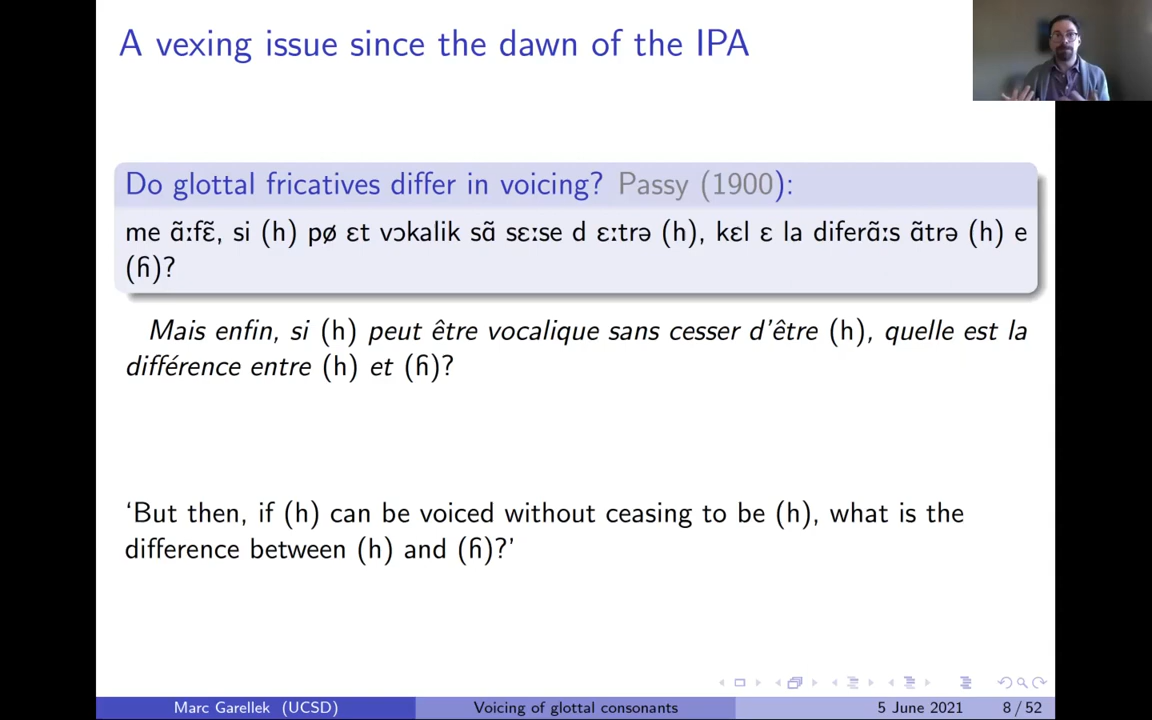 A vexing issue since the dawn of the IPA
Do glottal fricatives differ in voicing? Passy (1900):
me ɑ̃ːfɛ̃, si (h) pø ɛt vɔkalik sɑ̃ sɛːse d ɛːtrə (h), kɛl ɛ la diferɑ̃ːs ɑ̃trə (h) e
(ɦ)?
Mais enfin, si (h) peut être vocalique sans cesser d'être (h), quelle est la
différence entre (h) et (ɦ)?
‘But then, if (h) can be voiced without ceasing to be (h), what is the
difference between (h) and (ɦ)?’
Marc Garellek (UCSD) Voicing of glottal consonants 5 June 2021 8 / 52